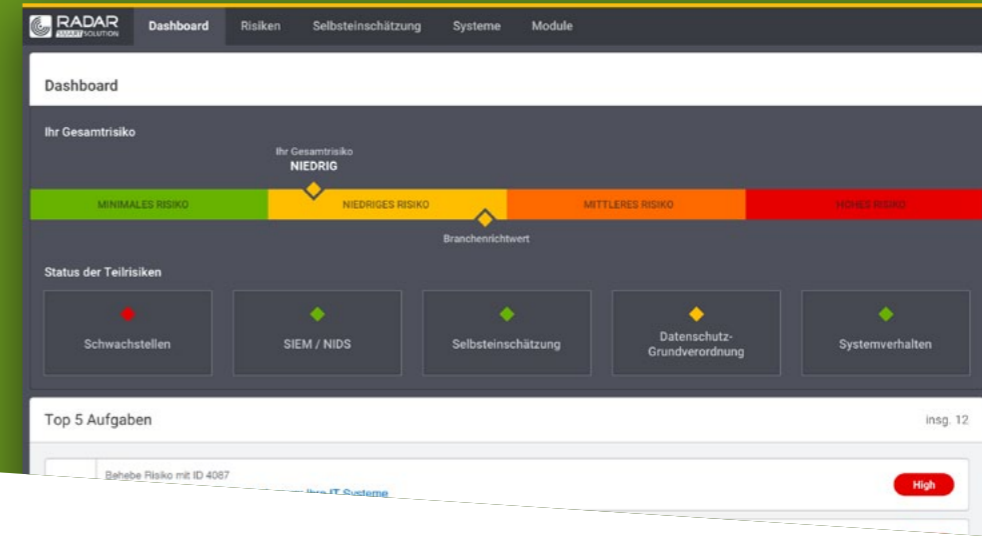 RADAR
SMART SOLUTION
Dashboard
Risiken
Selbsteinschätzung
Systeme
Module
Dashboard
Ihr Gesamtrisiko
Ihr Gesamtrisiko
NIEDRIG
MINIMALES RISIKO
NIEDRIGES RISIKO
MITTLERES RISIKO
HOHES RISIKO
Branchenrichtwert
Status der Teilrisiken
Schwachstellen
SIEM / NIDS
Selbsteinschätzung
Datenschutz-
Grundverordnung
Systemverhalten
Top 5 Aufgaben
insg. 12
Behebe Risiko mit ID 4087
Ihre IT Systeme
High